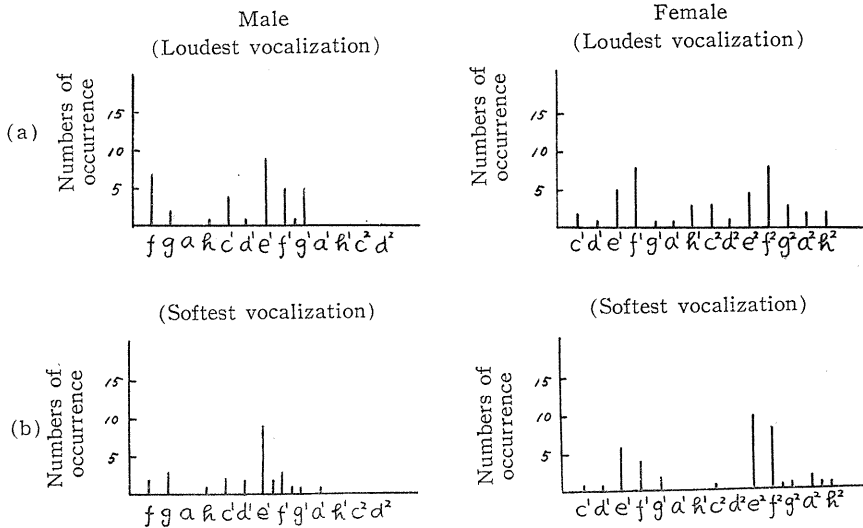 Male
(Loudest vocalization)
Female
(Loudest vocalization)
(a)
Numbers of
occurrence
15
10
5
f g a h c¹ d¹ e¹ f¹ g¹ a¹ h¹ c² d²
Numbers of
occurrence
15
10
5
c¹ d¹ e¹ f¹ g¹ a¹ h¹ c² d² e² f² g² a² h²
(Softest vocalization)
(Softest vocalization)
(b)
Numbers of
occurrence
15
10
5
f g a h c¹ d¹ e¹ f¹ g¹ a¹ h¹ c² d²
Numbers of
occurrence
15
10
5
c¹ d¹ e¹ f¹ g¹ a¹ h¹ c² d² e² f² g² a² h²